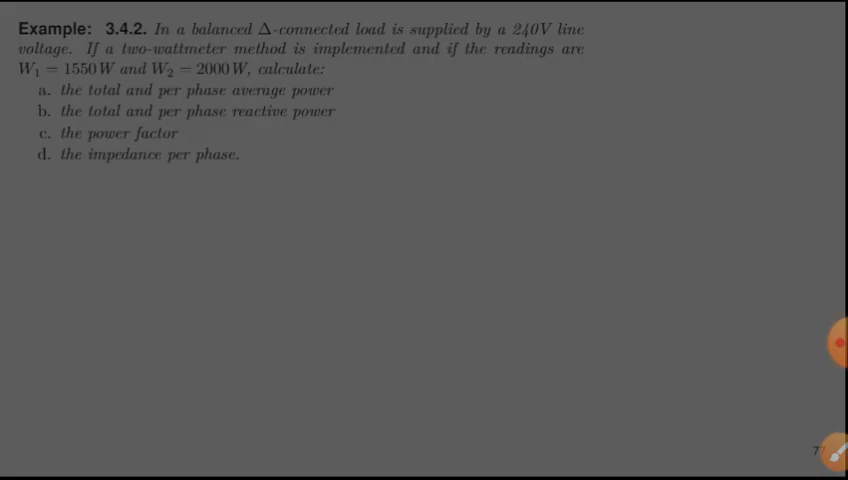 Example: 3.4.2. In a balanced Δ-connected load is supplied by a 240V line
voltage. If a two-wattmeter method is implemented and if the readings are
W₁ = 1550 W and W₂ = 2000 W, calculate:
a. the total and per phase average power
b. the total and per phase reactive power
c. the power factor
d. the impedance per phase.